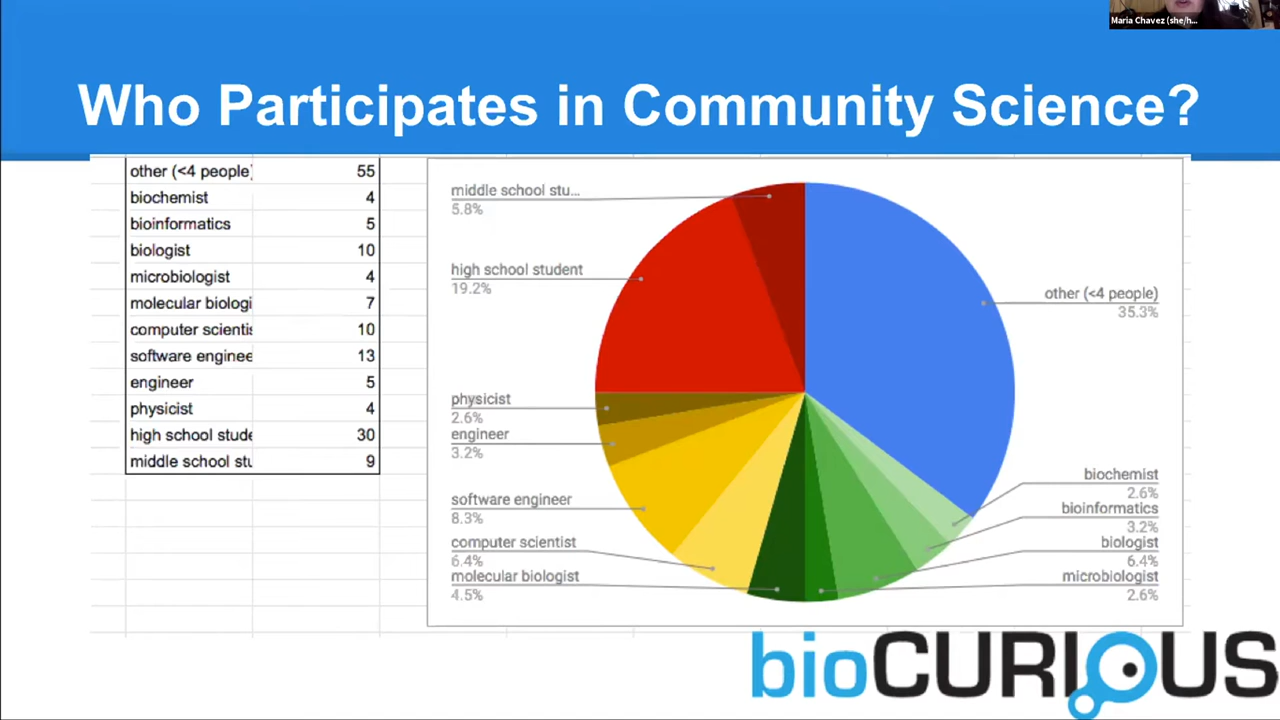 Maria Chavez (she/h...
Who Participates in Community Science?
other (<4 people) 55
biochemist 4
bioinformatics 5
biologist 10
microbiologist 4
molecular biologi 7
computer scientis 10
software enginee 13
engineer 5
physicist 4
high school stude 30
middle school stu 9
middle school stu...
5.8%
high school student
19.2%
physicist
2.6%
engineer
3.2%
software engineer
8.3%
computer scientist
6.4%
molecular biologist
4.5%
other (<4 people)
35.3%
biochemist
2.6%
bioinformatics
3.2%
biologist
6.4%
microbiologist
2.6%
bioCURIOUS